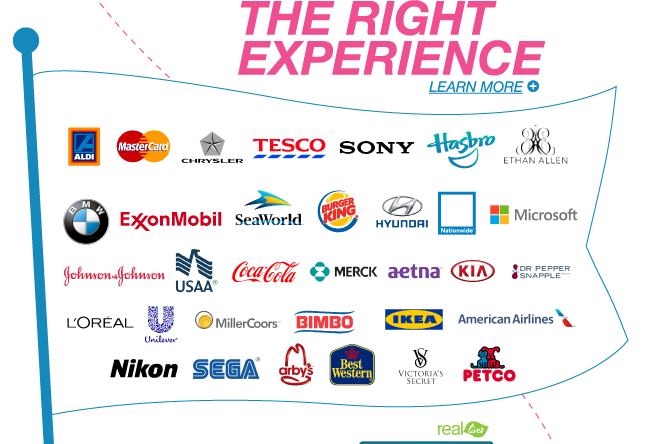 THE RIGHT
EXPERIENCE
LEARN MORE
ALDI MasterCard CHRYSLER TESCO SONY Hasbro ETHAN ALLEN
BMW ExxonMobil SeaWorld BURGER KING HYUNDAI Nationwide Microsoft
Johnson & Johnson USAA Coca-Cola MERCK aetna KIA DR PEPPER SNAPPLE
L'ORÉAL Unilever MillerCoors BIMBO IKEA American Airlines
Nikon SEGA arby's Best Western VICTORIA'S SECRET PETCO
real lives